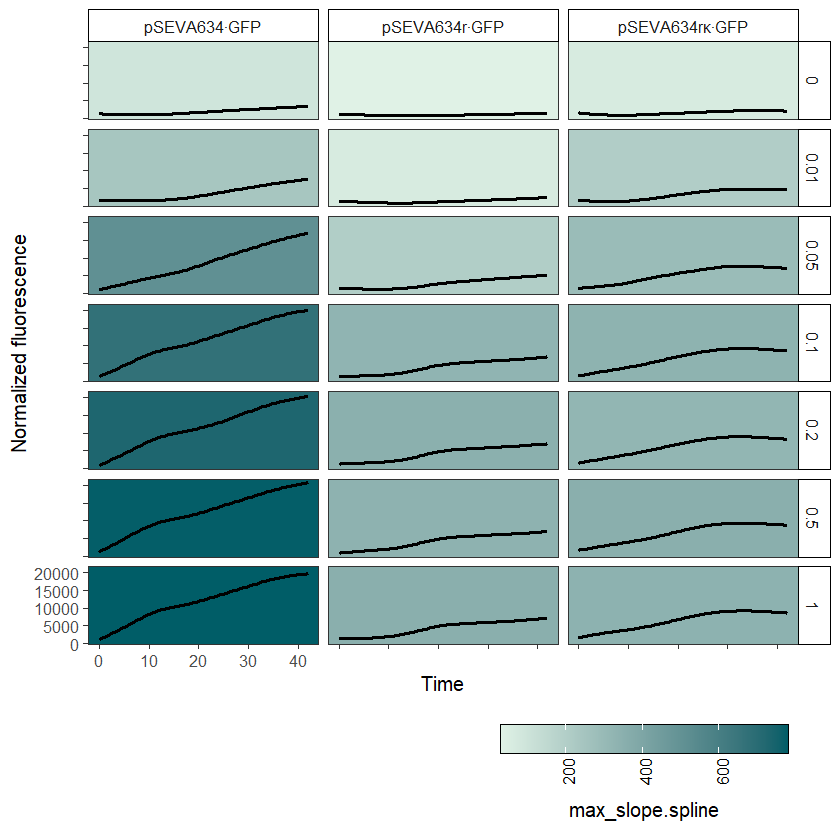 pSEVA634·GFP pSEVA634r·GFP pSEVA634rκ·GFP
0
0.01
0.05
0.1
0.2
0.5
1
Normalized fluorescence
20000
15000
10000
5000
0
0 10 20 30 40
Time
200 400 600
max_slope.spline